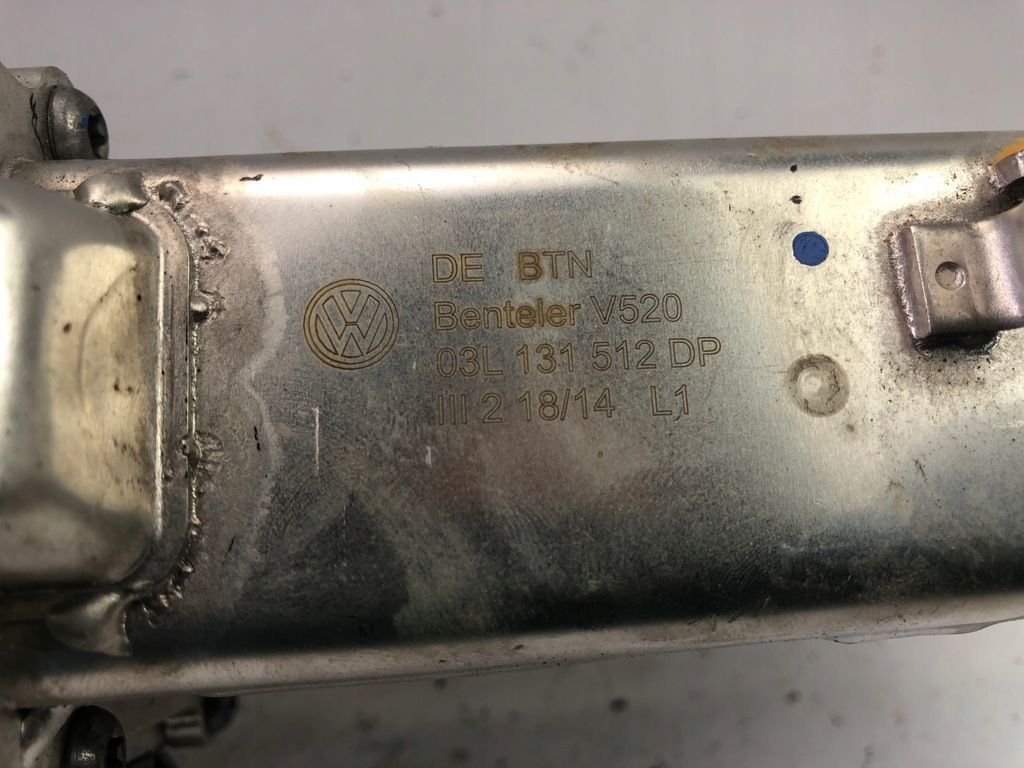 DE BTN
Benteler V520
03L 131 512 DP
III 2 18/14 L1